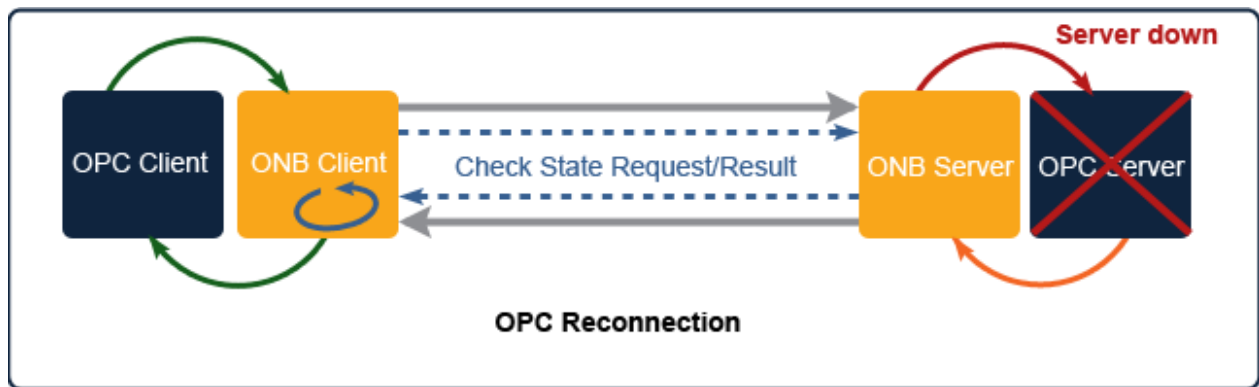 Server down
OPC Client
ONB Client
Check State Request/Result
ONB Server
OPC Server
OPC Reconnection